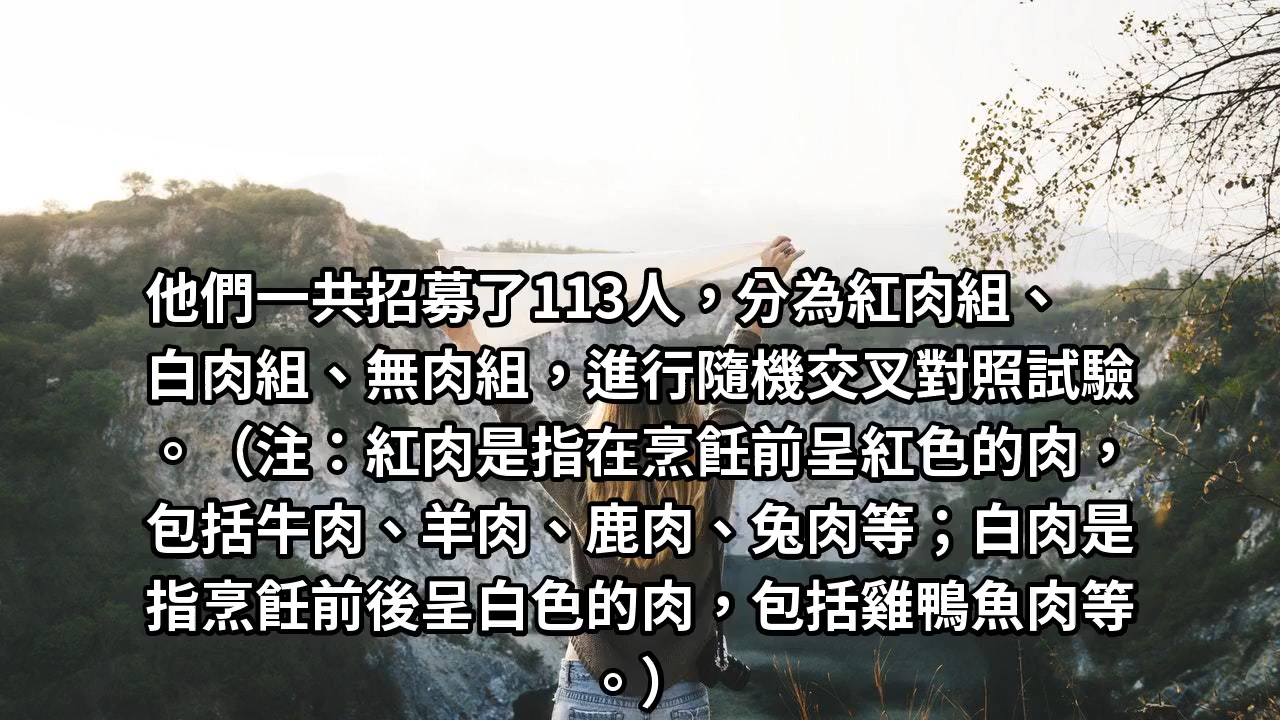 他們一共招募了113人，分為紅肉組、
白肉組、無肉組，進行隨機交叉對照試驗
。（注：紅肉是指在烹飪前呈紅色的肉，
包括牛肉、羊肉、鹿肉、兔肉等；白肉是
指烹飪前後呈白色的肉，包括雞鴨魚肉等
。）